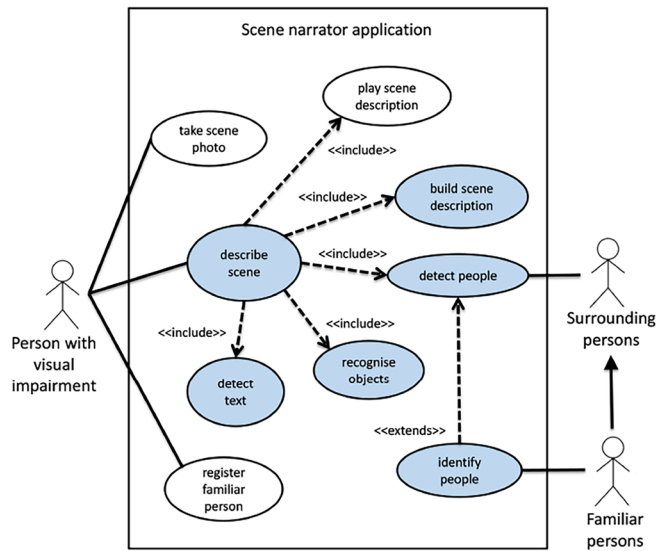 Scene narrator application
play scene
description
take scene
photo
<<include>>
build scene
description
<<include>>
describe
scene
<<include>>
detect people
Surrounding
persons
Person with
visual
impairment
<<include>>
<<include>>
recognise
objects
detect
text
<<extends>>
identify
people
register
familiar
person
Familiar
persons